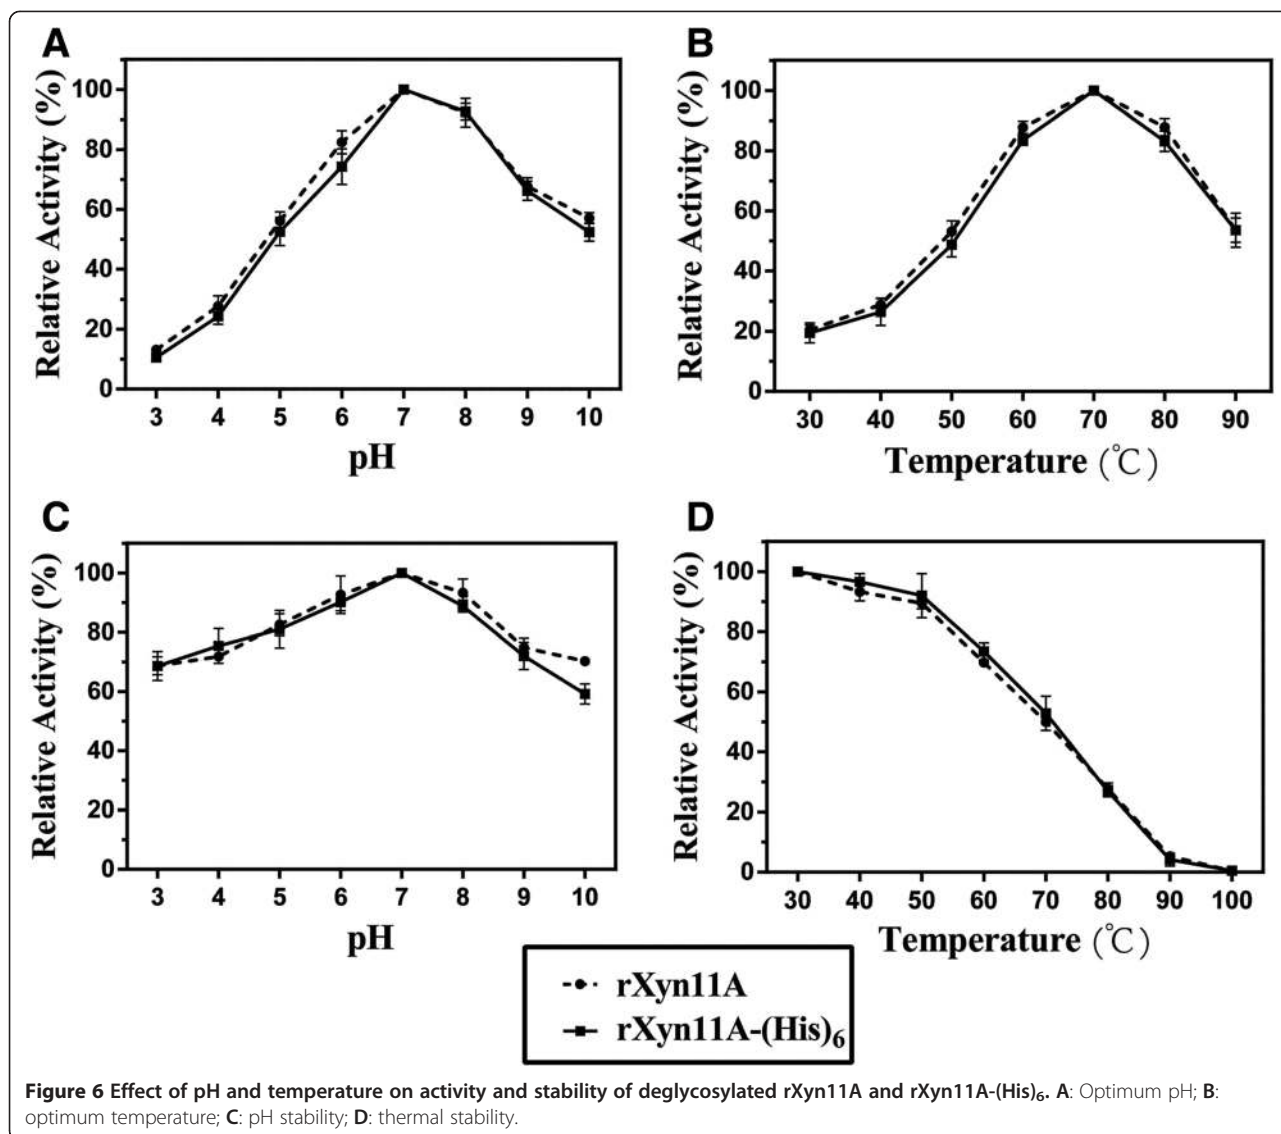 A
Relative Activity (%)
100
80
60
40
20
0
3 4 5 6 7 8 9 10
pH
B
Relative Activity (%)
100
80
60
40
20
0
30 40 50 60 70 80 90
Temperature (℃)
C
Relative Activity (%)
100
80
60
40
20
0
3 4 5 6 7 8 9 10
pH
D
Relative Activity (%)
100
80
60
40
20
0
30 40 50 60 70 80 90 100
Temperature (℃)
rXyn11A
rXyn11A-(His)₆
Figure 6 Effect of pH and temperature on activity and stability of deglycosylated rXyn11A and rXyn11A-(His)₆. A: Optimum pH; B:
optimum temperature; C: pH stability; D: thermal stability.